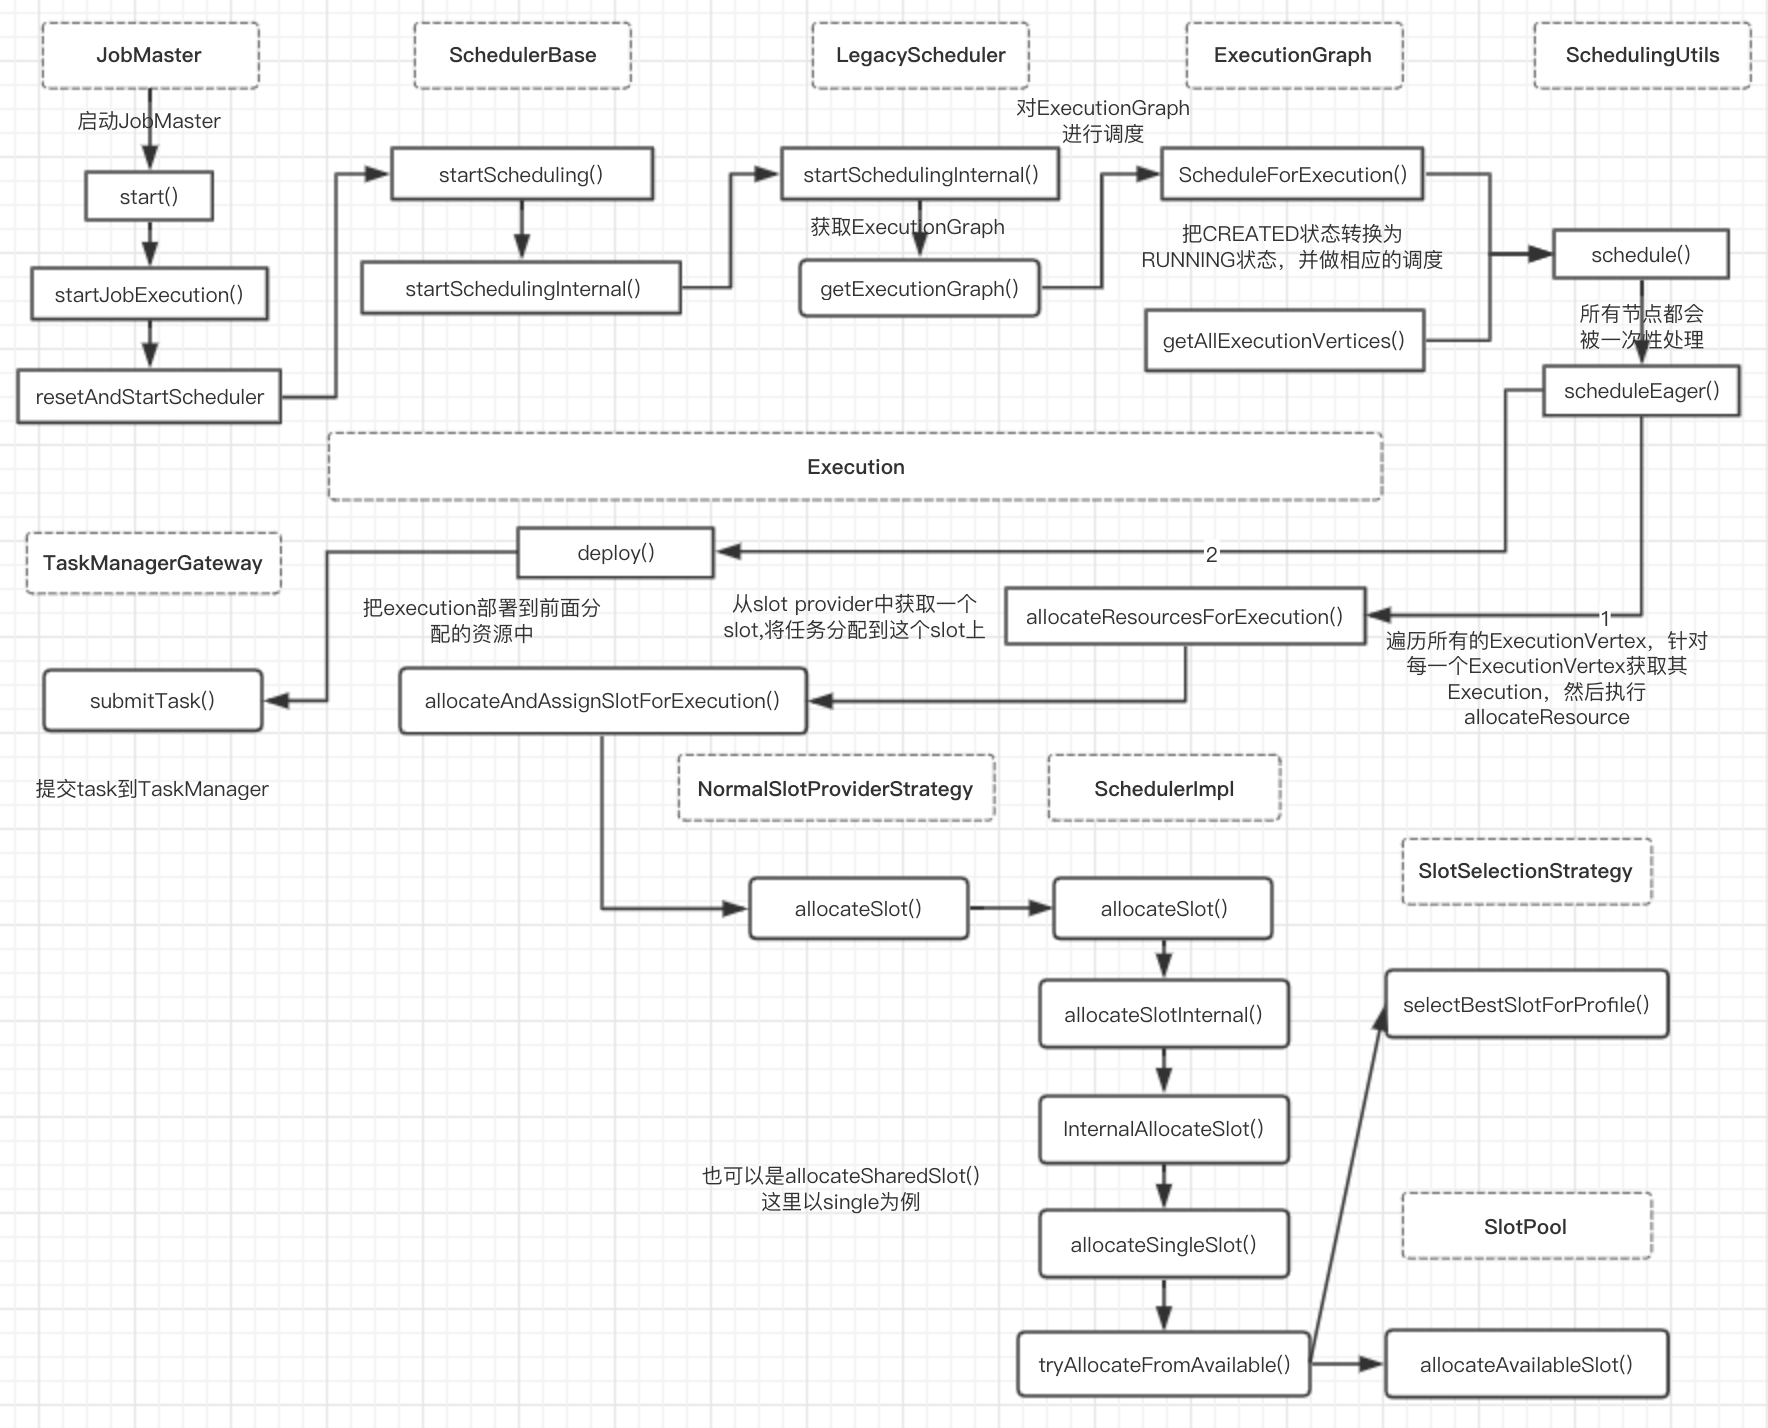 JobMaster
SchedulerBase
LegacyScheduler
ExecutionGraph
SchedulingUtils
启动JobMaster
对ExecutionGraph
进行调度
start()
startScheduling()
startSchedulingInternal()
ScheduleForExecution()
获取ExecutionGraph
把CREATED状态转换为
RUNNING状态，并做相应的调度
schedule()
startJobExecution()
startSchedulingInternal()
getExecutionGraph()
getAllExecutionVertices()
所有节点都会
被一次性处理
resetAndStartScheduler
scheduleEager()
Execution
TaskManagerGateway
deploy()
2
把execution部署到前面分
配的资源中
从slot provider中获取一个
slot,将任务分配到这个slot上
allocateResourcesForExecution()
1
遍历所有的ExecutionVertex，针对
每一个ExecutionVertex获取其
Execution，然后执行
allocateResource
submitTask()
allocateAndAssignSlotForExecution()
提交task到TaskManager
NormalSlotProviderStrategy
SchedulerImpl
SlotSelectionStrategy
allocateSlot()
allocateSlot()
allocateSlotInternal()
selectBestSlotForProfile()
InternalAllocateSlot()
也可以是allocateSharedSlot()
这里以single为例
allocateSingleSlot()
SlotPool
tryAllocateFromAvailable()
allocateAvailableSlot()